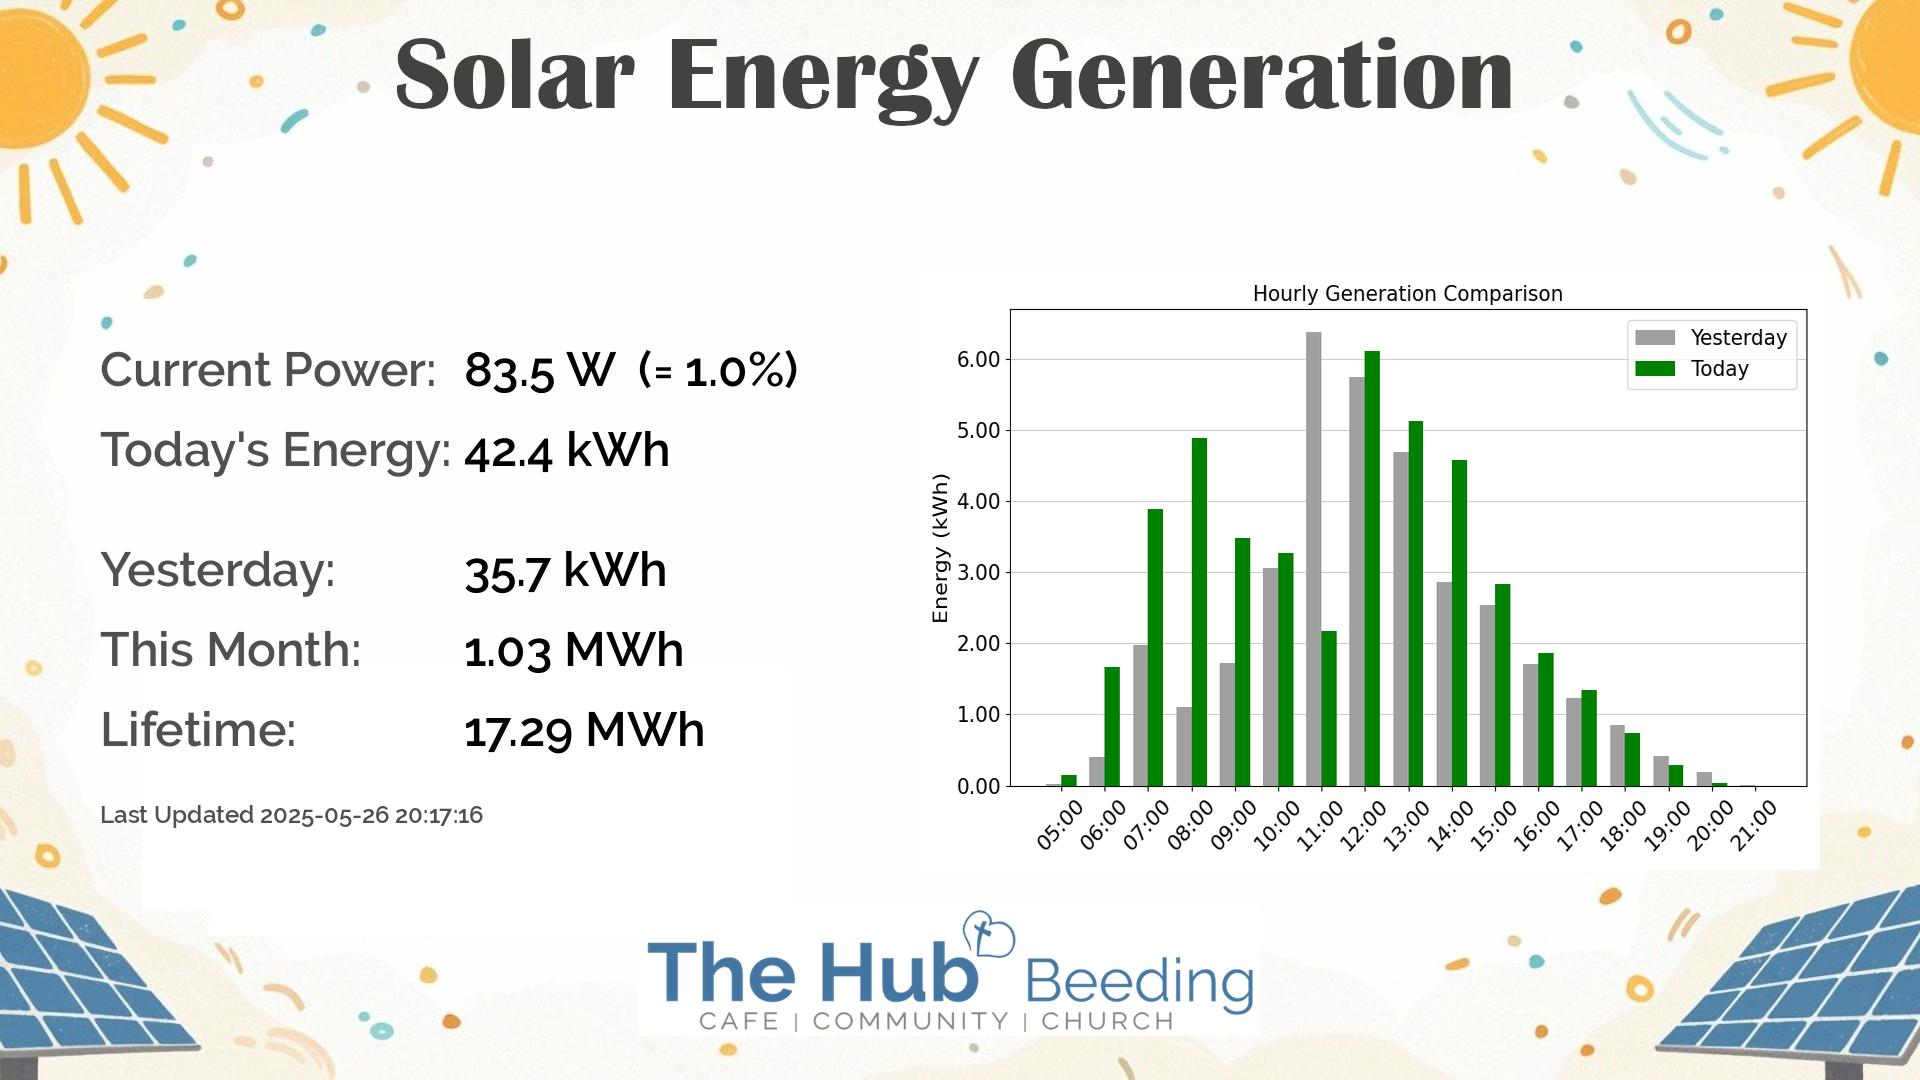 Solar Energy Generation
Current Power: 83.5 W (= 1.0%)
Today's Energy: 42.4 kWh
Yesterday: 35.7 kWh
This Month: 1.03 MWh
Lifetime: 17.29 MWh
Last Updated 2025-05-26 20:17:16
Hourly Generation Comparison
Yesterday
Today
Energy (kWh)
6.00
5.00
4.00
3.00
2.00
1.00
0.00
05:00 06:00 07:00 08:00 09:00 10:00 11:00 12:00 13:00 14:00 15:00 16:00 17:00 18:00 19:00 20:00 21:00
The Hub Beeding
CAFE | COMMUNITY | CHURCH